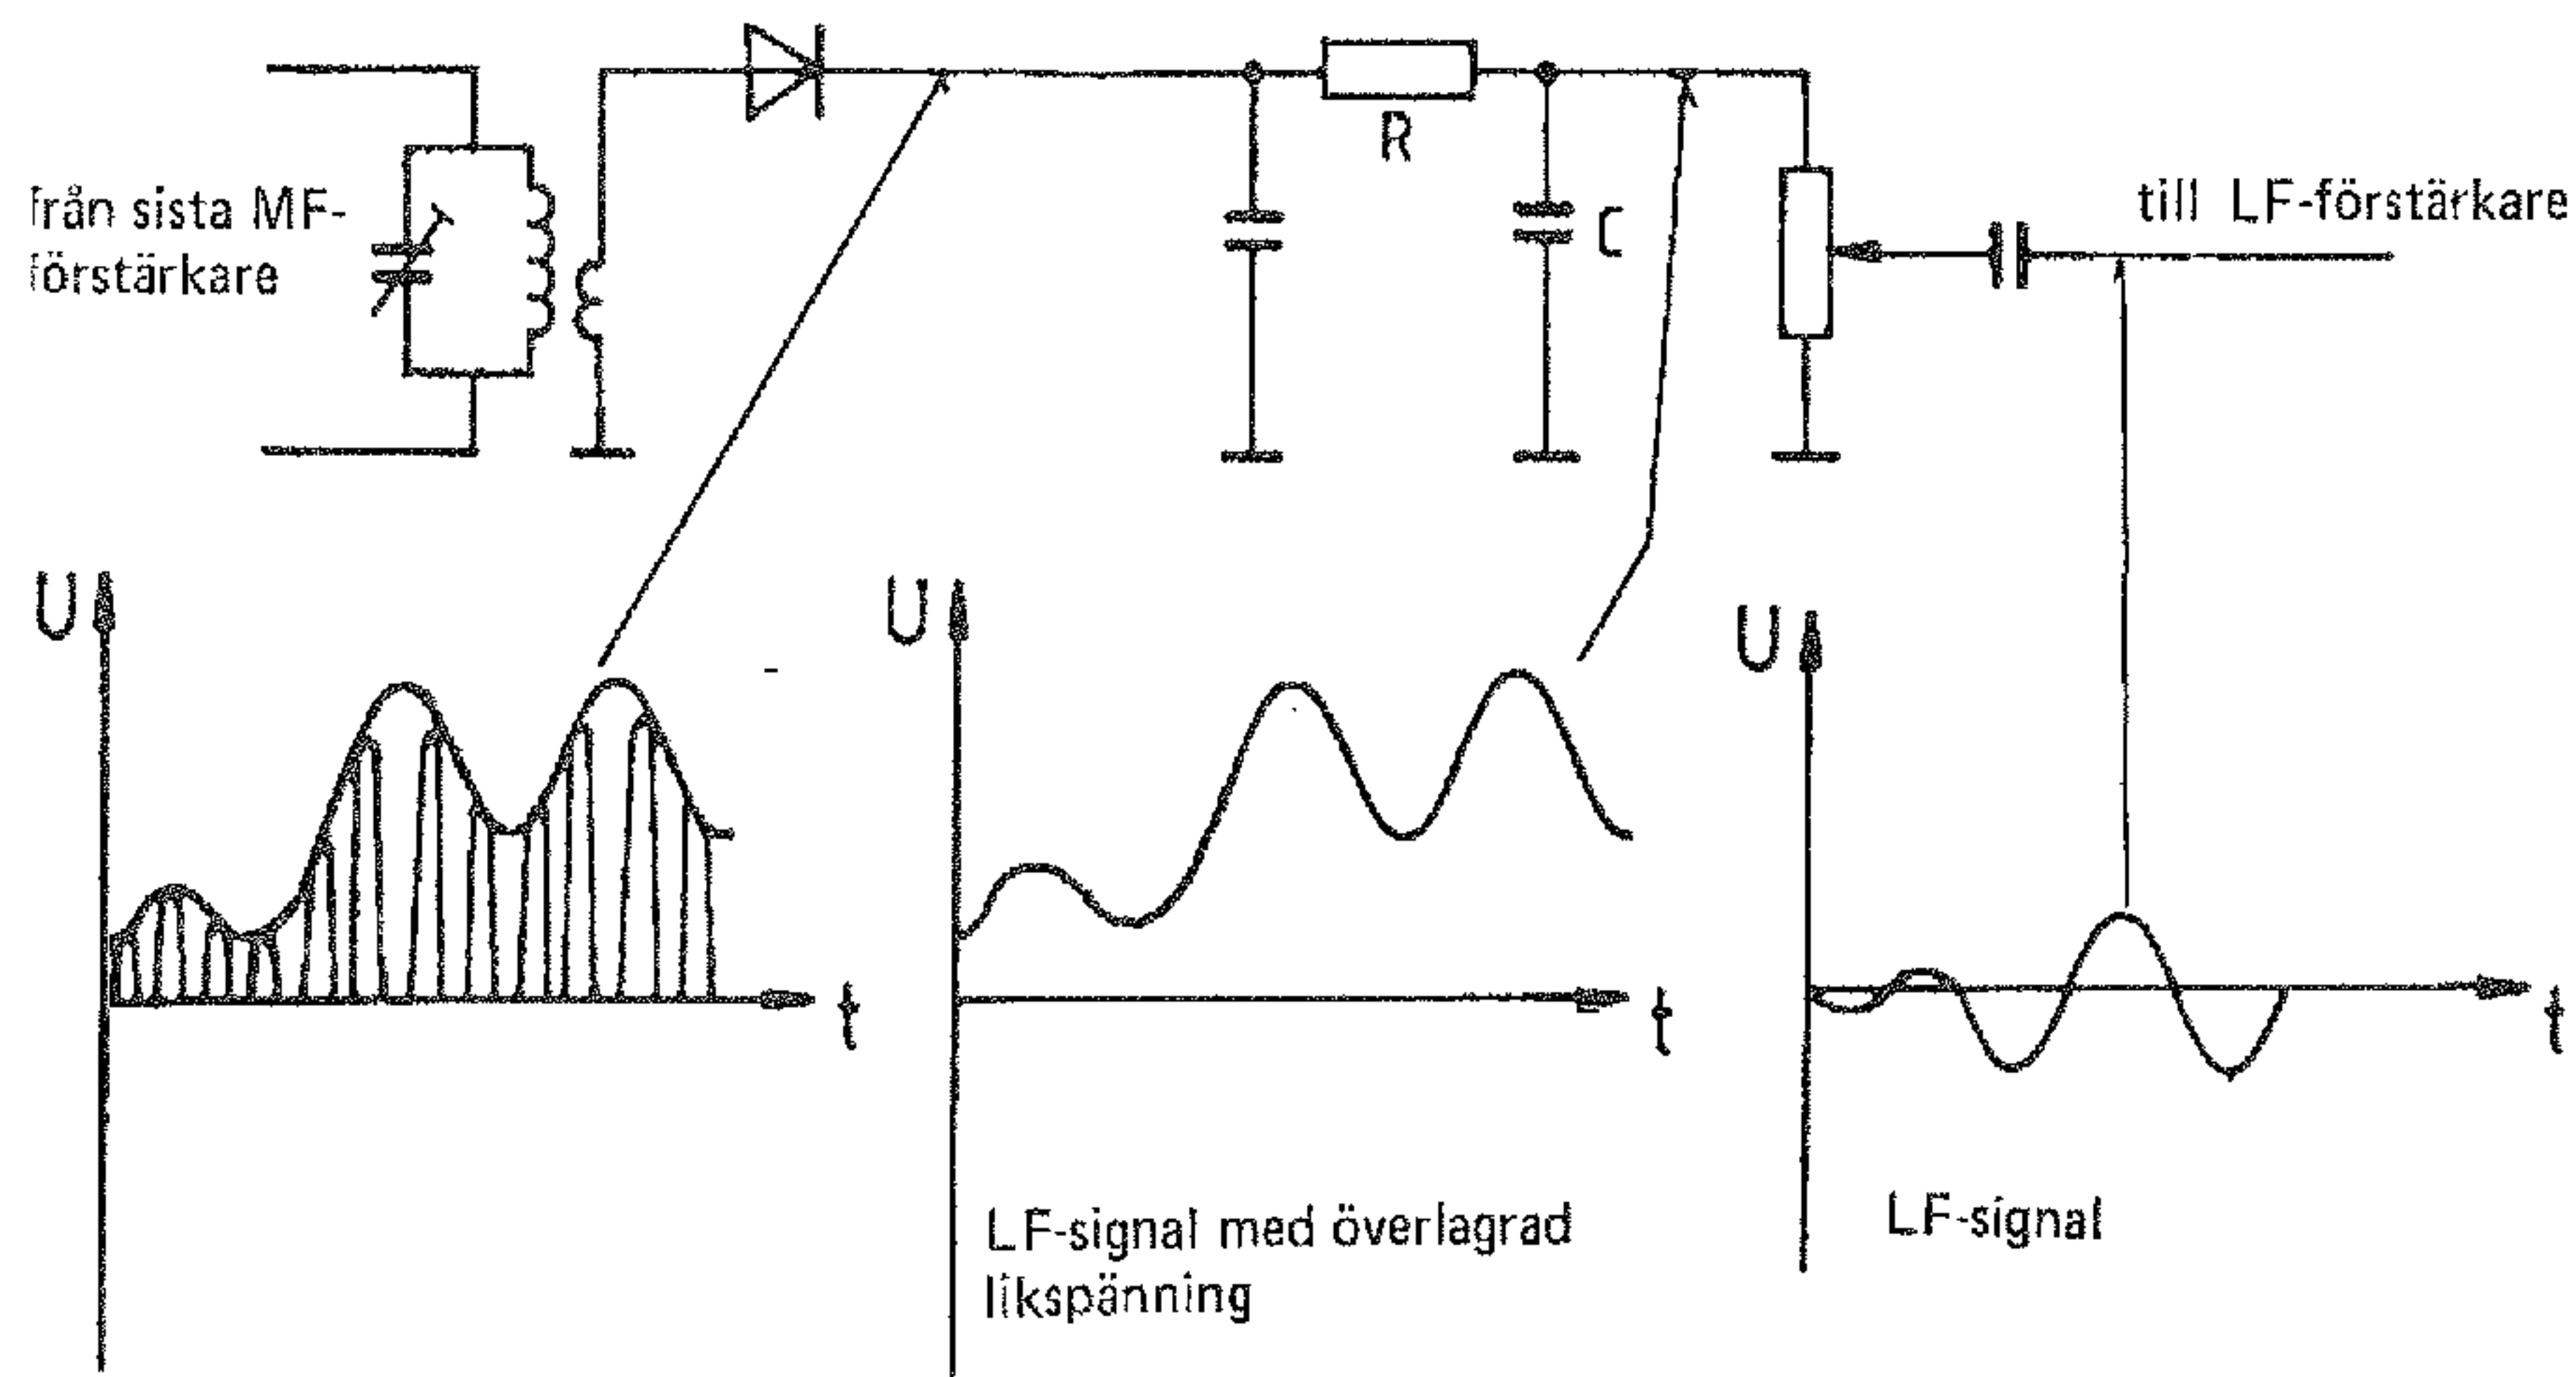 R
från sista MF-
förstärkare
C
till LF-förstärkare
U
U
U
t
t
t
LF-signal med överlagrad
likspänning
LF-signal